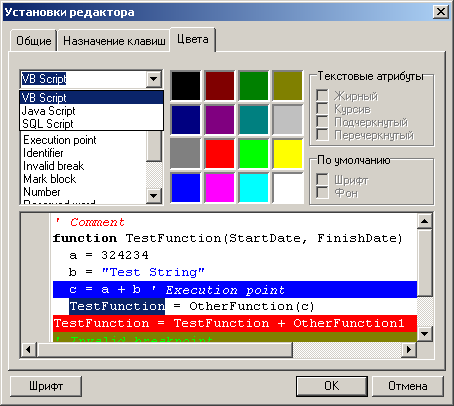 Установки редактора
Общие
Назначение клавиш
Цвета
VB Script
VB Script
Java Script
SQL Script
Execution point
Identifier
Invalid break
Mark block
Number
Reserved word
Текстовые атрибуты
Жирный
Курсив
Подчеркнутый
Перечеркнутый
По умолчанию
Шрифт
Фон
' Comment
function TestFunction(StartDate, FinishDate)
a = 324234
b = "Test String"
c = a + b ' Execution point
TestFunction = OtherFunction(c)
TestFunction = TestFunction + OtherFunction1
' Invalid breakpoint
Шрифт
OK
Отмена